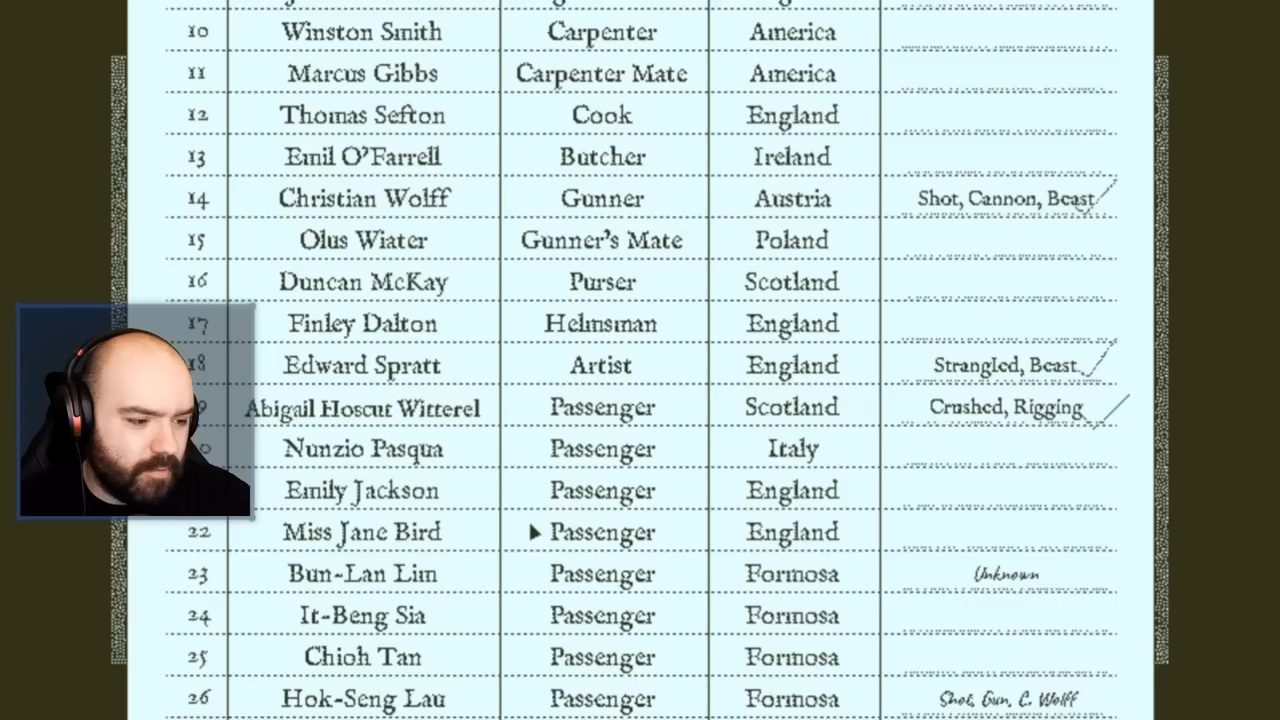 10 Winston Smith Carpenter America
11 Marcus Gibbs Carpenter Mate America
12 Thomas Sefton Cook England
13 Emil O'Farrell Butcher Ireland
14 Christian Wolff Gunner Austria Shot, Cannon, Beast
15 Olus Wiater Gunner's Mate Poland
16 Duncan McKay Purser Scotland
17 Finley Dalton Helmsman England
18 Edward Spratt Artist England Strangled, Beast
9 Abigail Hoscut Witterel Passenger Scotland Crushed, Rigging
0 Nunzio Pasqua Passenger Italy
Emily Jackson Passenger England
22 Miss Jane Bird Passenger England
23 Bun-Lan Lim Passenger Formosa Unknown
24 It-Beng Sia Passenger Formosa
25 Chioh Tan Passenger Formosa
26 Hok-Seng Lau Passenger Formosa Shot, Gun, C. Wolff